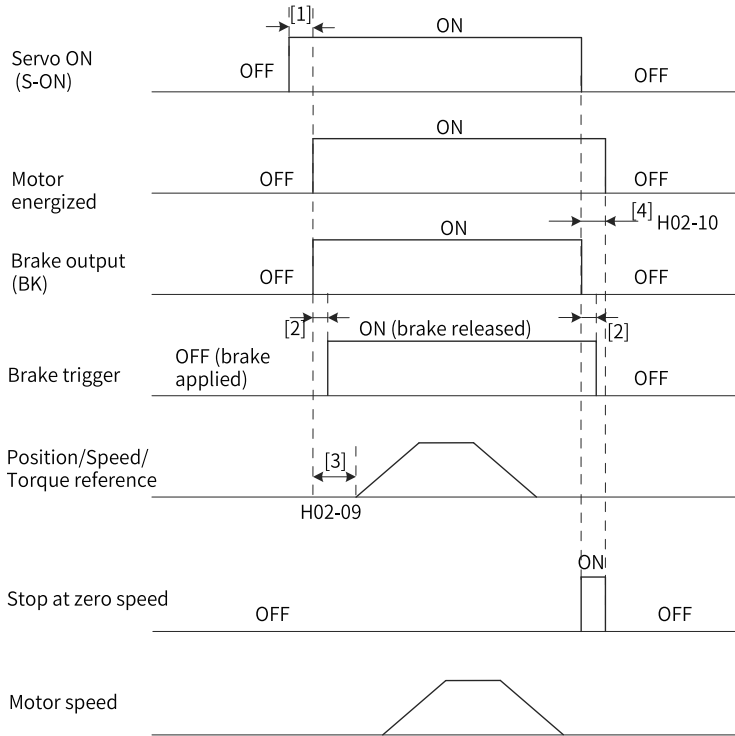 [1]
ON
Servo ON
(S-ON)
OFF
OFF
ON
Motor
energized
OFF
OFF
[4]
H02-10
ON
Brake output
(BK)
OFF
OFF
[2]
ON (brake released)
[2]
Brake trigger
OFF (brake
applied)
OFF
Position/Speed/
Torque reference
[3]
H02-09
ON
Stop at zero speed
OFF
OFF
Motor speed